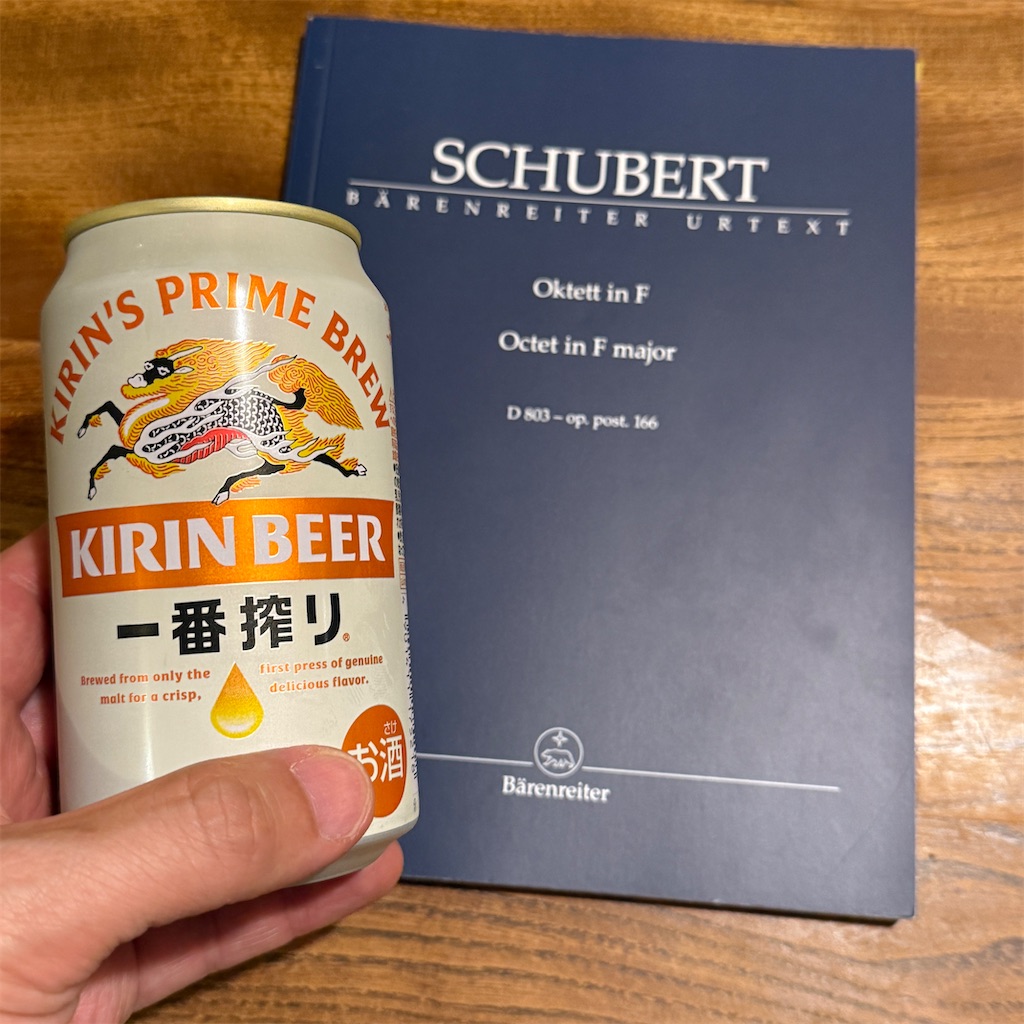 KIRIN'S PRIME BREW
KIRIN BEER
一番搾り®
Brewed from only the
malt for a crisp,
first press of genuine
delicious flavor.
さけ
お酒
SCHUBERT
BÄRENREITER URTEXT
Oktett in F
Octet in F major
D 803 – op. post. 166
Bärenreiter